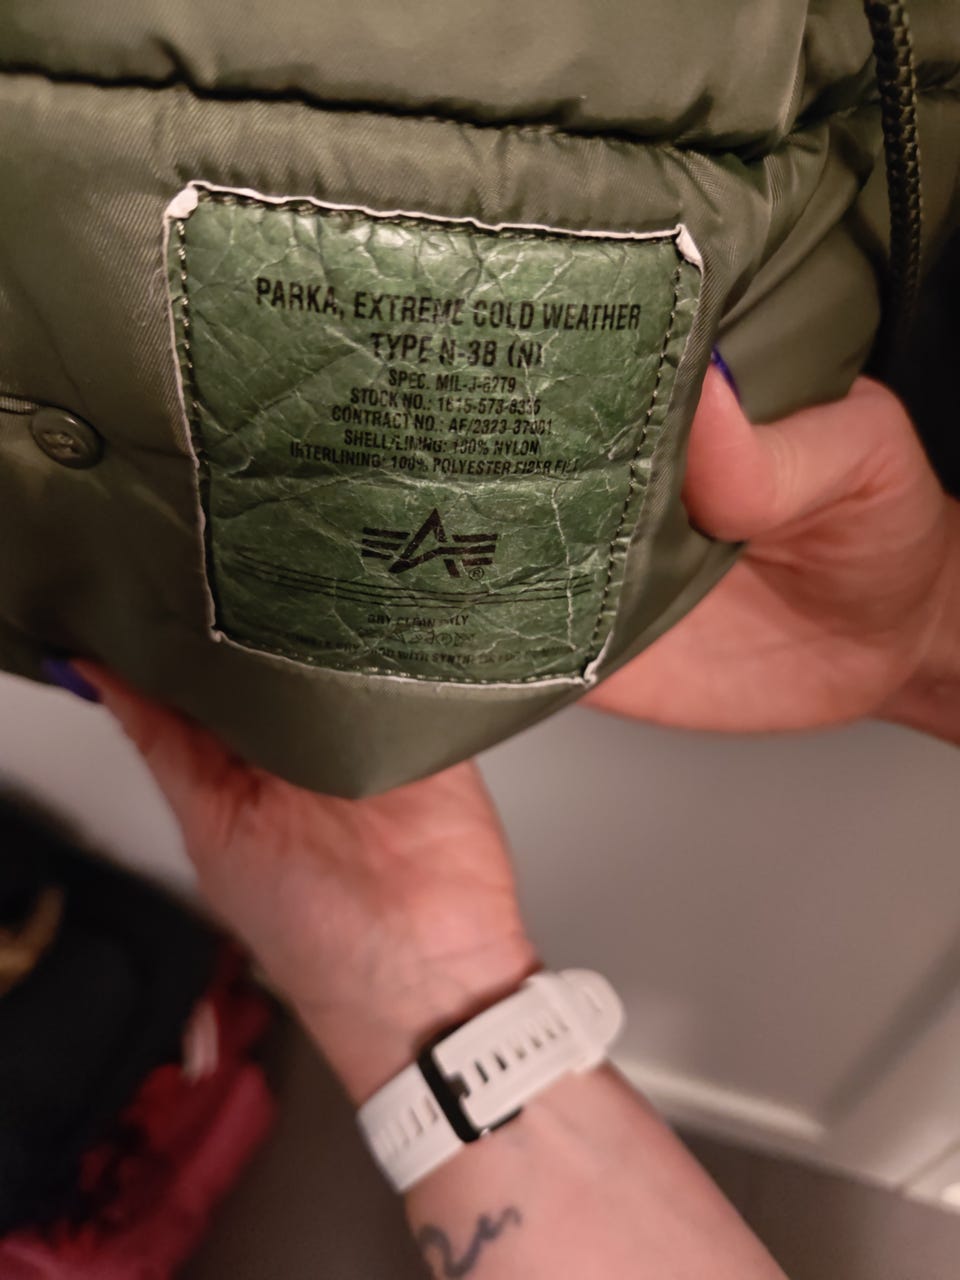 PARKA, EXTREME COLD WEATHER
TYPE N-3B (N)
SPEC. MIL-J-6279
STOCK NO.: 1615-573-8335
CONTRACT NO.: AF/2323-37001
SHELL/LINING: 100% NYLON
INTERLINING: 100% POLYESTER FIBER FILL
®
DRY CLEAN ONLY
WITH